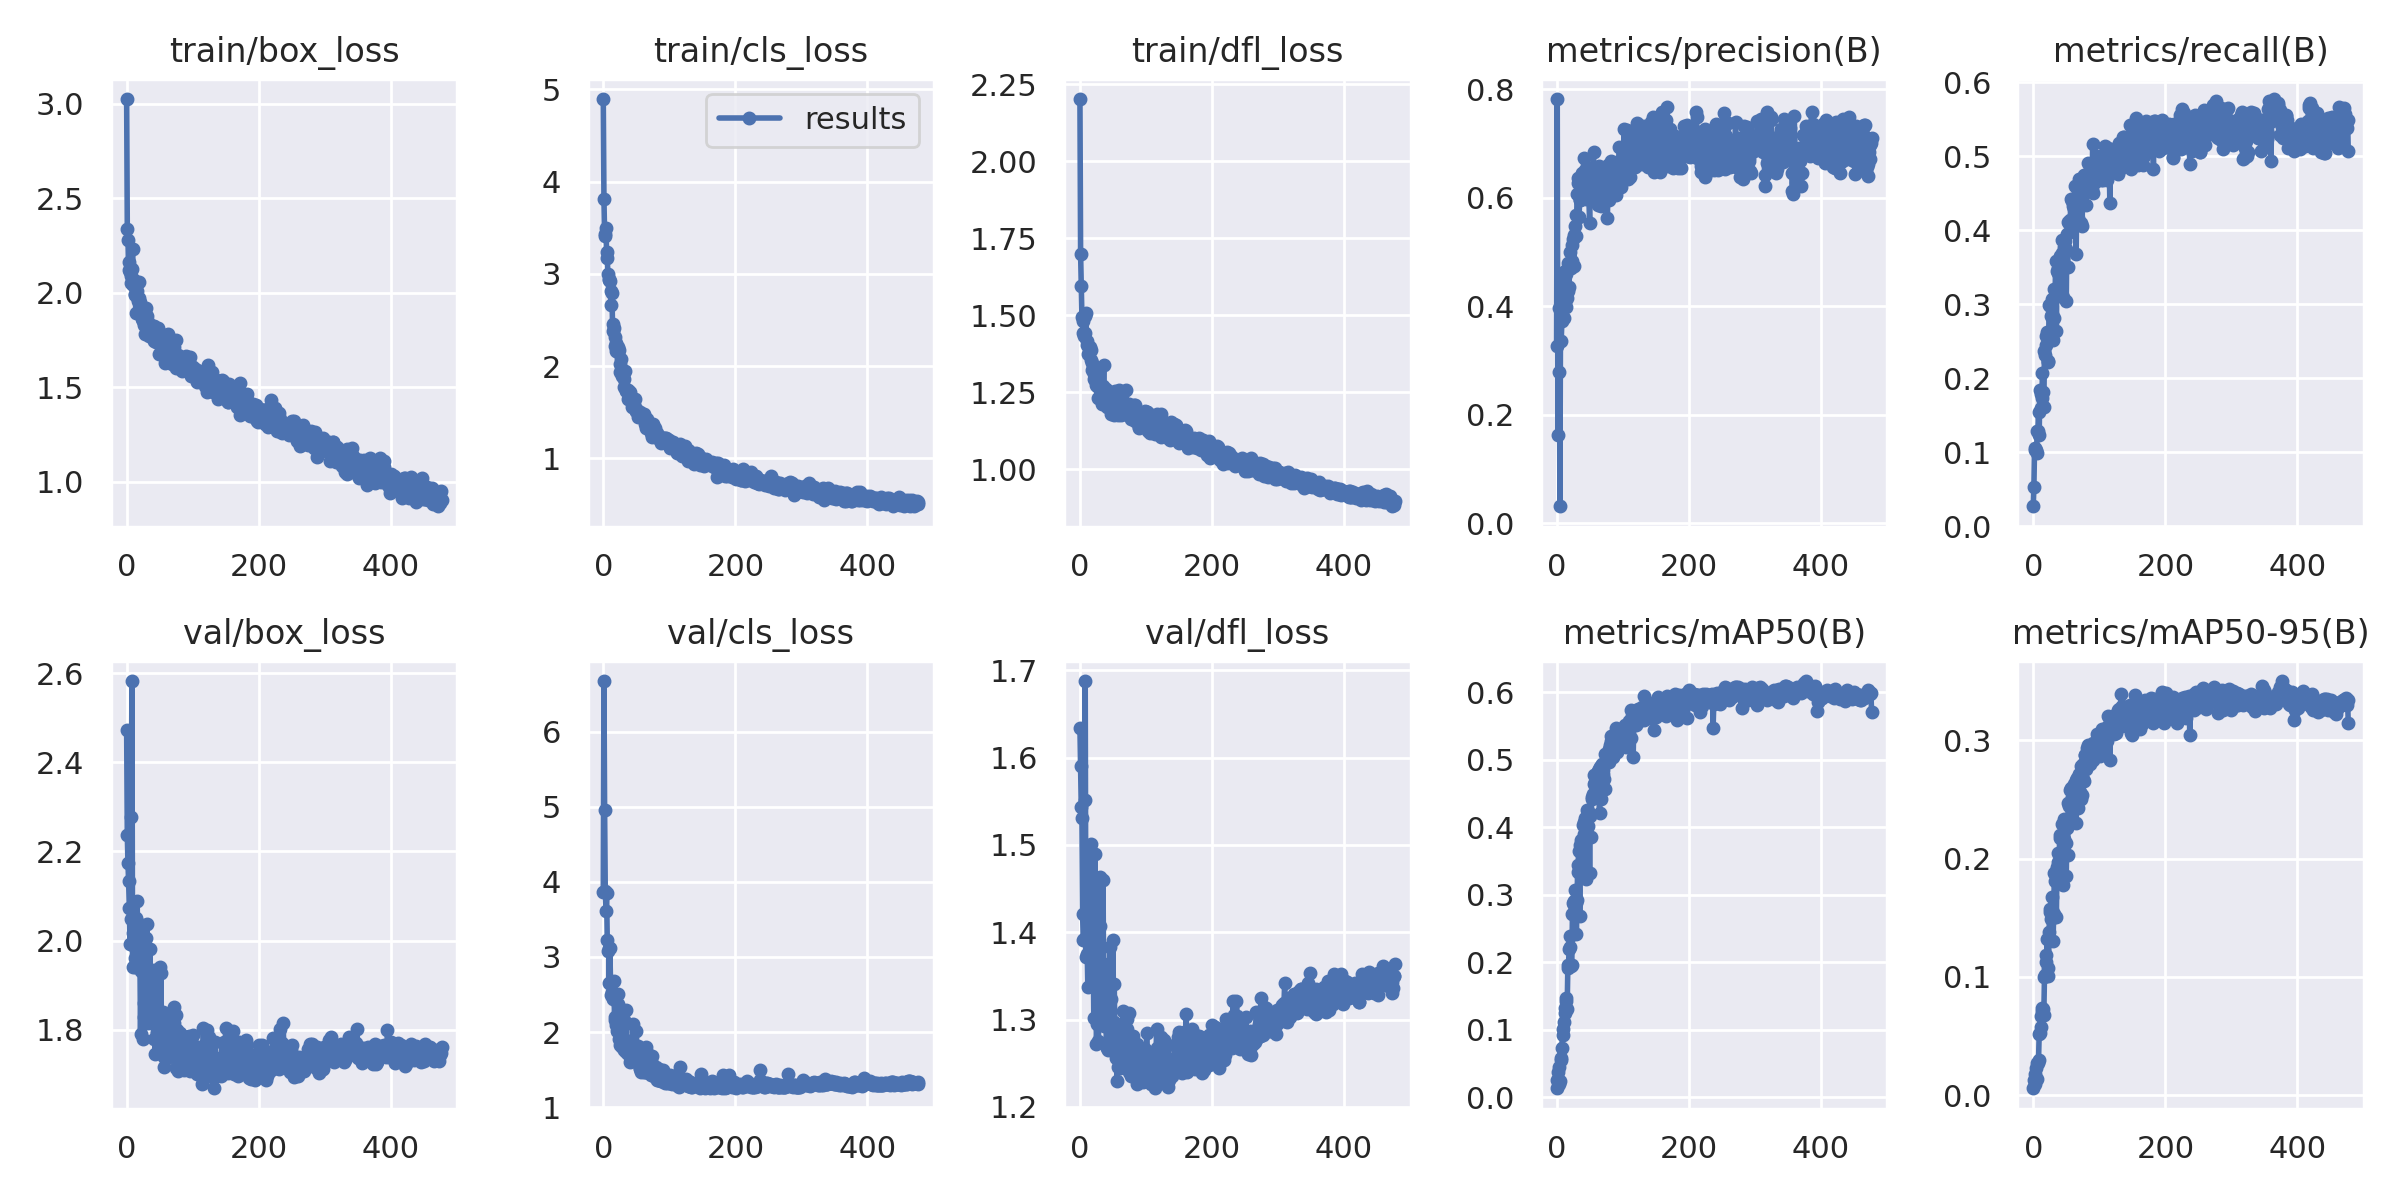 train/box_loss
3.0
2.5
2.0
1.5
1.0
0 200 400
train/cls_loss
results
5
4
3
2
1
0 200 400
train/dfl_loss
2.25
2.00
1.75
1.50
1.25
1.00
0 200 400
metrics/precision(B)
0.8
0.6
0.4
0.2
0.0
0 200 400
metrics/recall(B)
0.6
0.5
0.4
0.3
0.2
0.1
0.0
0 200 400
val/box_loss
2.6
2.4
2.2
2.0
1.8
0 200 400
val/cls_loss
6
5
4
3
2
1
0 200 400
val/dfl_loss
1.7
1.6
1.5
1.4
1.3
1.2
0 200 400
metrics/mAP50(B)
0.6
0.5
0.4
0.3
0.2
0.1
0.0
0 200 400
metrics/mAP50-95(B)
0.3
0.2
0.1
0.0
0 200 400